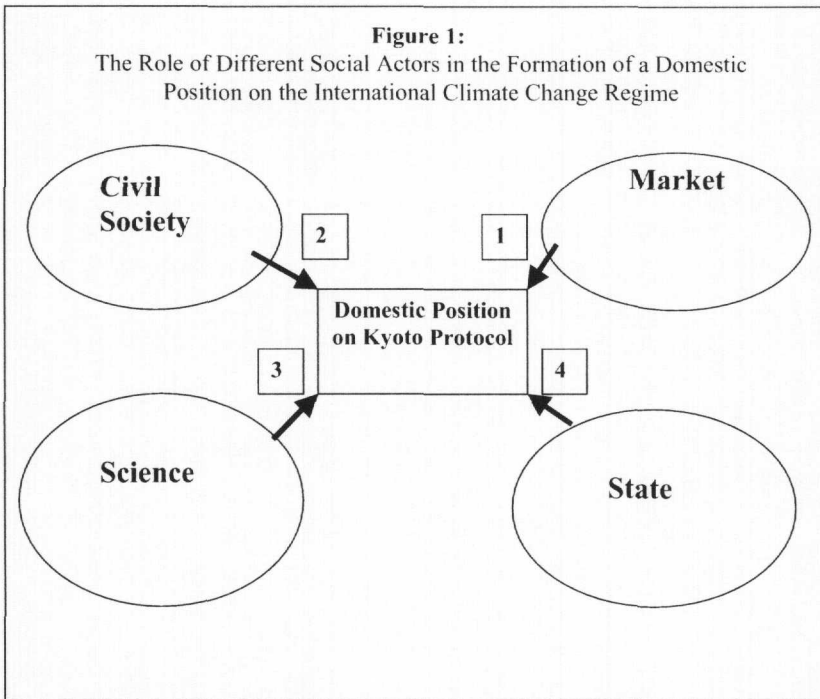 Figure 1:
The Role of Different Social Actors in the Formation of a Domestic
Position on the International Climate Change Regime
Civil
Society
Market
2
1
Domestic Position
on Kyoto Protocol
3
4
Science
State